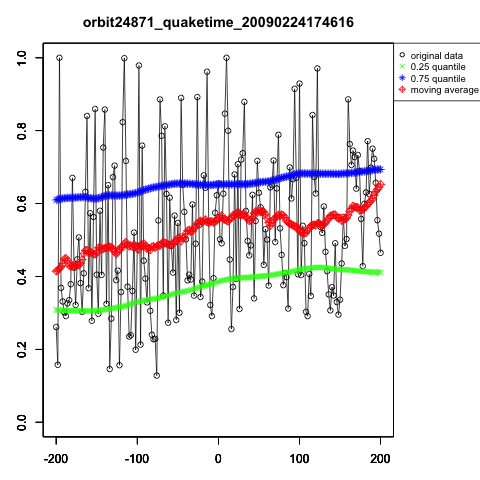 orbit24871_quaketime_20090224174616
original data
0.25 quantile
0.75 quantile
moving average
1.0
0.8
0.6
0.4
0.2
0.0
-200 -100 0 100 200